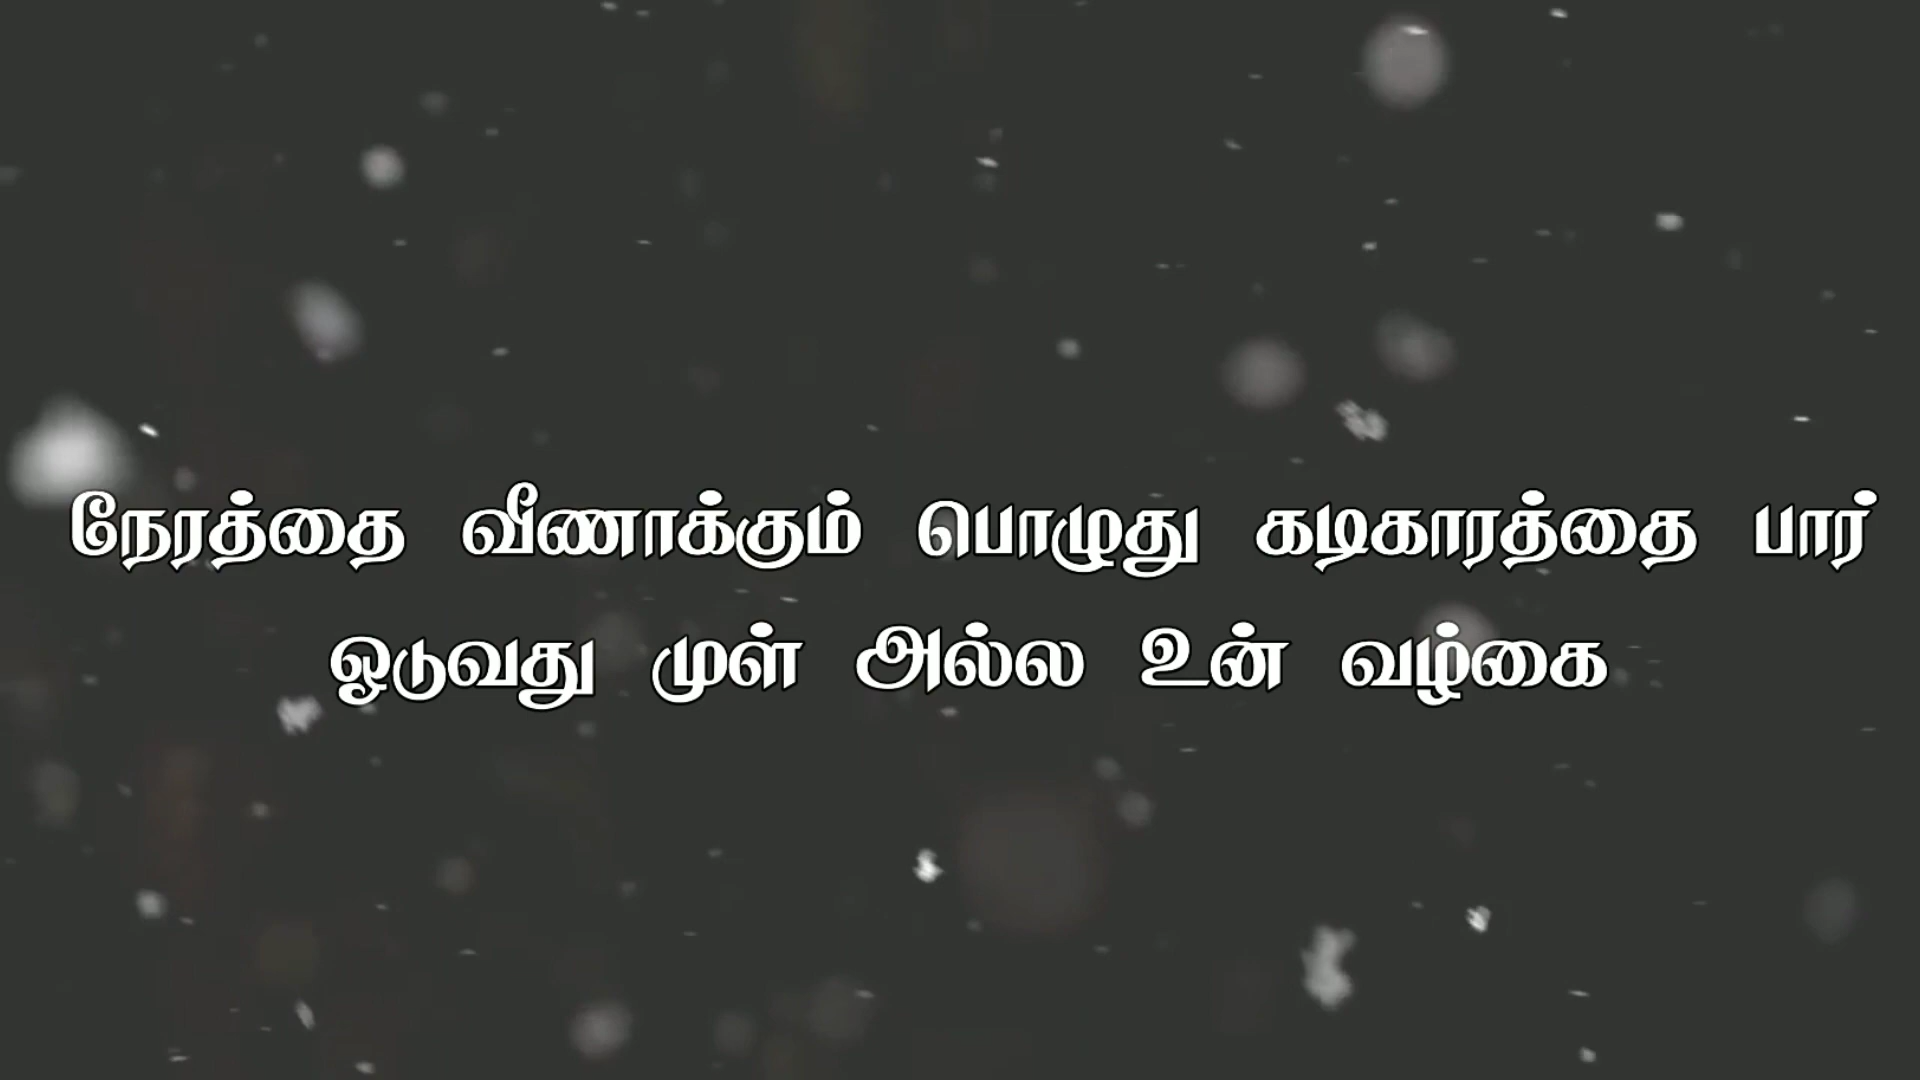 நேரத்தை வீணாக்கும் பொழுது கடிகாரத்தை பார்
ஓடுவது முள் அல்ல உன் வழ்கை